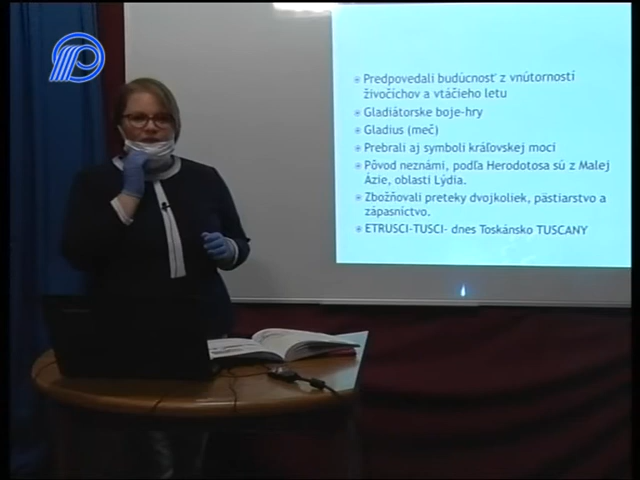 Predpovedali budúcnosť z vnútorností
živočíchov a vtáčieho letu
Gladiátorske boje-hry
Gladius (meč)
Prebrali aj symboli kráľovskej moci
Pôvod neznámi, podľa Herodotosa sú z Malej
Ázie, oblasti Lýdia.
Zbožňovali preteky dvojkoliek, pästiarstvo a
zápasníctvo.
ETRUSCI-TUSCI- dnes Toskánsko TUSCANY